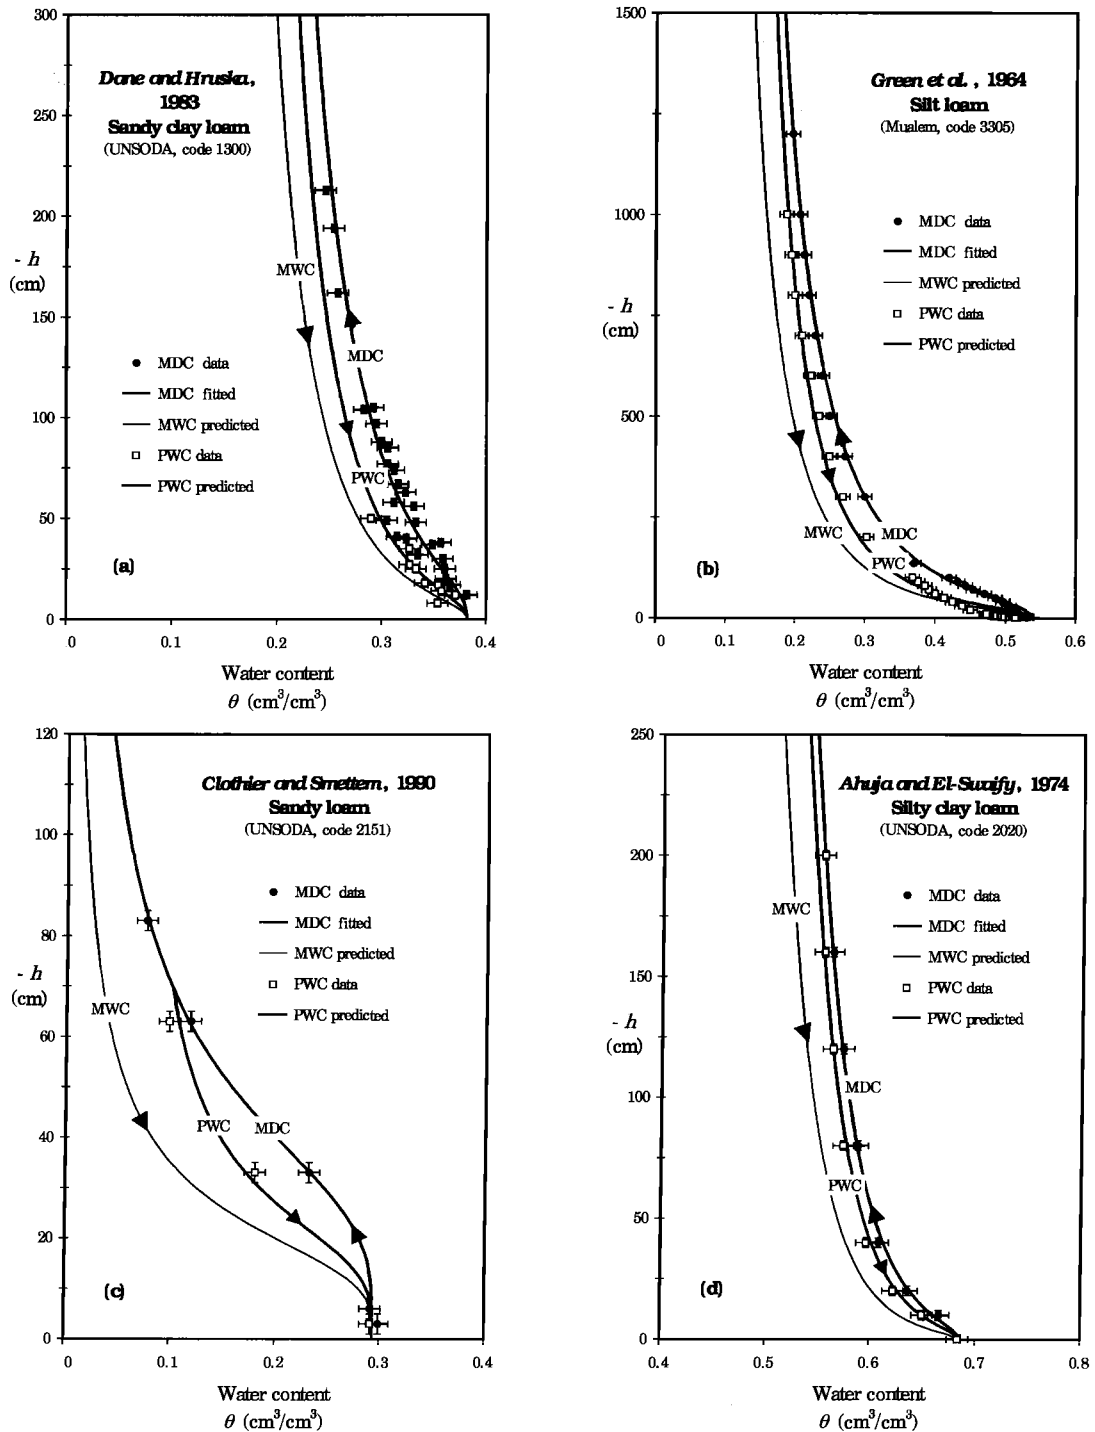 300
250
200
150
100
50
0
- h
(cm)
Dane and Hruska,
1983
Sandy clay loam
(UNSODA, code 1300)
MWC
MDC
PWC
MDC data
MDC fitted
MWC predicted
PWC data
PWC predicted
(a)
0 0.1 0.2 0.3 0.4
Water content
θ (cm³/cm³)
1500
1000
500
0
- h
(cm)
Green et al., 1964
Silt loam
(Mualem, code 3305)
MDC data
MDC fitted
MWC predicted
PWC data
PWC predicted
MWC
MDC
PWC
(b)
0 0.1 0.2 0.3 0.4 0.5 0.6
Water content
θ (cm³/cm³)
120
100
80
60
40
20
0
- h
(cm)
Clothier and Smettem, 1990
Sandy loam
(UNSODA, code 2151)
MDC data
MDC fitted
MWC predicted
PWC data
PWC predicted
MWC
PWC
MDC
(c)
0 0.1 0.2 0.3 0.4
Water content
θ (cm³/cm³)
250
200
150
100
50
0
- h
(cm)
Ahuja and El-Swaify, 1974
Silty clay loam
(UNSODA, code 2020)
MDC data
MDC fitted
MWC predicted
PWC data
PWC predicted
MWC
MDC
PWC
(d)
0.4 0.5 0.6 0.7 0.8
Water content
θ (cm³/cm³)